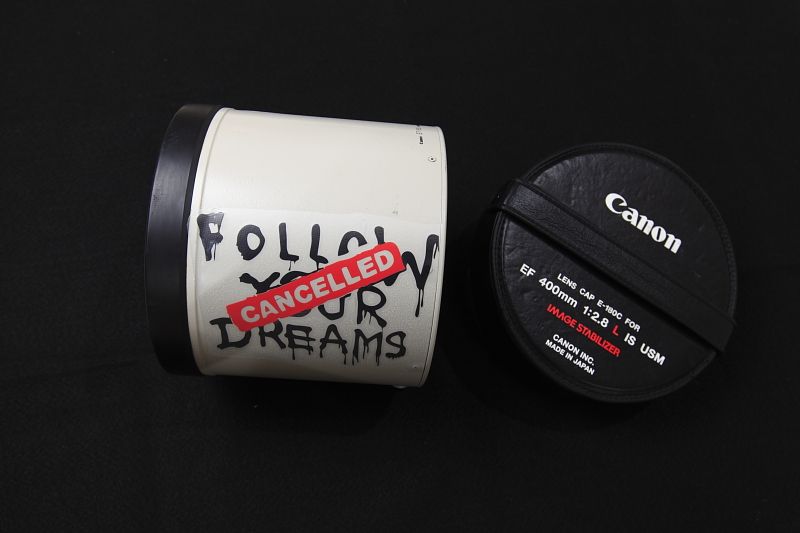 FOLLOW
YOUR
CANCELLED
DREAMS
Canon
LENS CAP E-180C FOR
EF 400mm 1:2.8 L IS USM
IMAGE STABILIZER
CANON INC.
MADE IN JAPAN